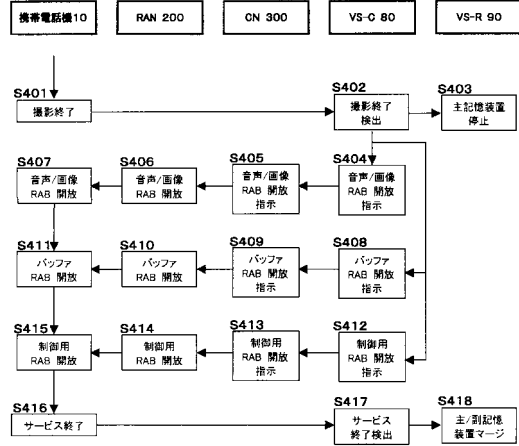 携帯電話機10
RAN 200
CN 300
VS-C 80
VS-R 90
S401
撮影終了
S402
撮影終了
検出
S403
主記憶装置
停止
S407
音声/画像
RAB 開放
S406
音声/画像
RAB 開放
S405
音声/画像
RAB 開放
指示
S404
音声/画像
RAB 開放
指示
S411
バッファ
RAB 開放
S410
バッファ
RAB 開放
S409
バッファ
RAB 開放
指示
S408
バッファ
RAB 開放
指示
S415
制御用
RAB 開放
S414
制御用
RAB 開放
S413
制御用
RAB 開放
指示
S412
制御用
RAB 開放
指示
S416
サービス終了
S417
サービス
終了検出
S418
主/副記憶
装置マージ